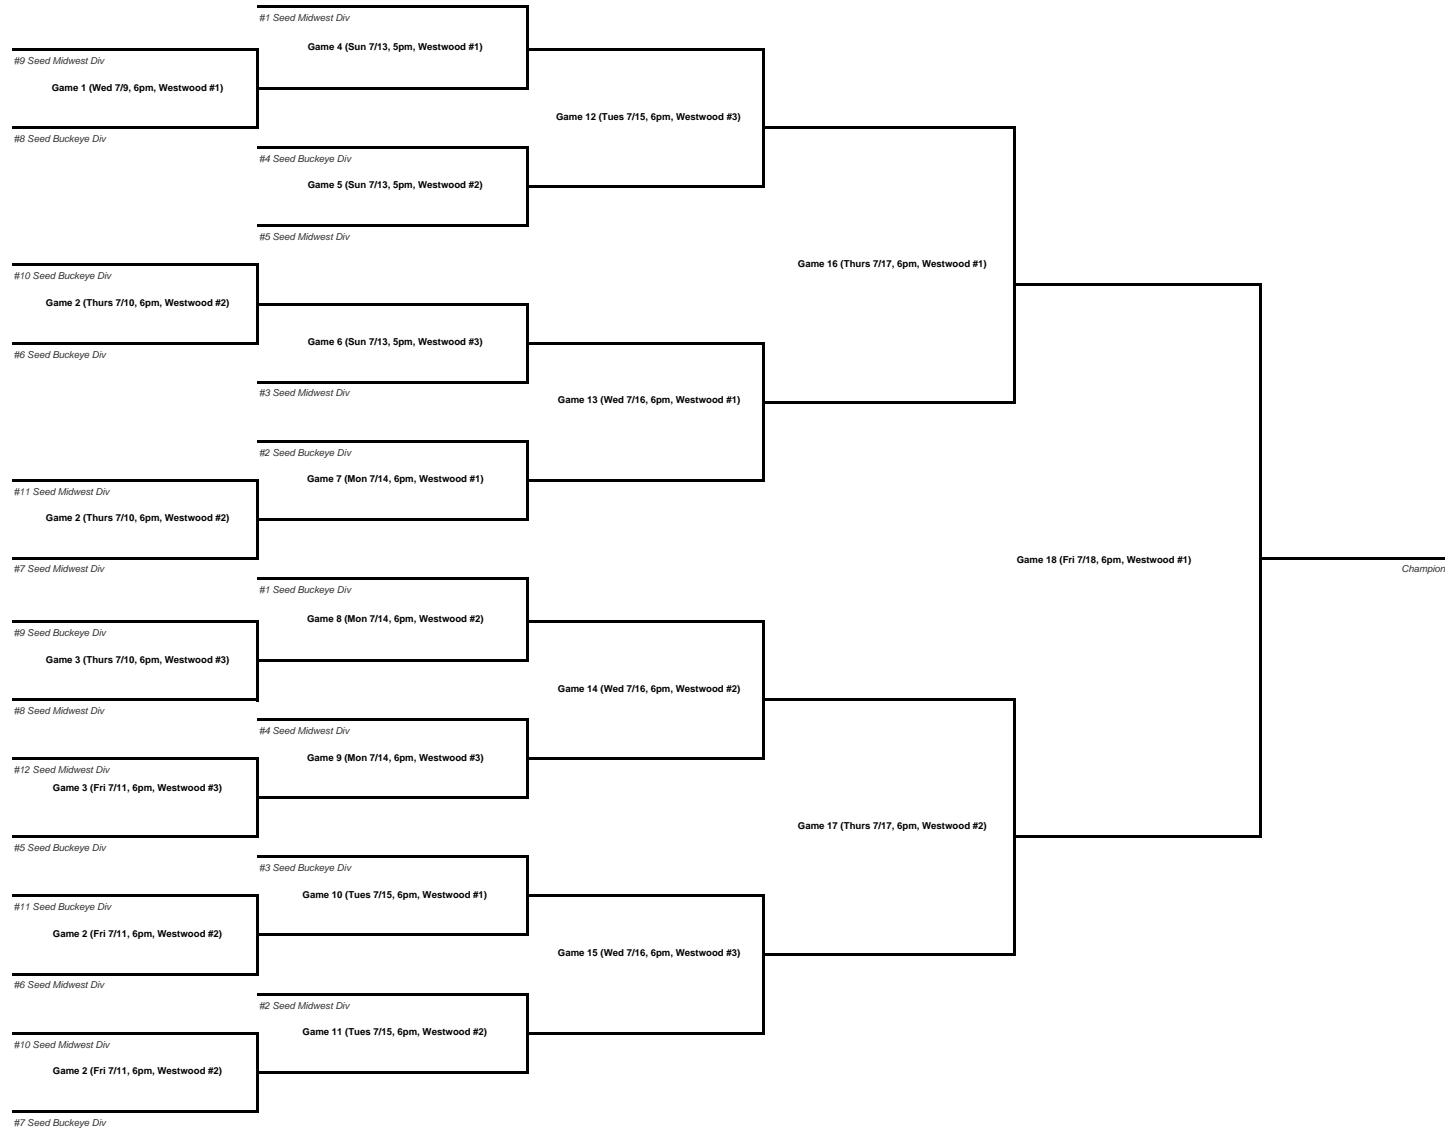 #1 Seed Midwest Div
Game 4 (Sun 7/13, 5pm, Westwood #1)
#9 Seed Midwest Div
Game 1 (Wed 7/9, 6pm, Westwood #1)
Game 12 (Tues 7/15, 6pm, Westwood #3)
#8 Seed Buckeye Div
#4 Seed Buckeye Div
Game 5 (Sun 7/13, 5pm, Westwood #2)
#5 Seed Midwest Div
Game 16 (Thurs 7/17, 6pm, Westwood #1)
#10 Seed Buckeye Div
Game 2 (Thurs 7/10, 6pm, Westwood #2)
Game 6 (Sun 7/13, 5pm, Westwood #3)
#6 Seed Buckeye Div
#3 Seed Midwest Div
Game 13 (Wed 7/16, 6pm, Westwood #1)
#2 Seed Buckeye Div
Game 7 (Mon 7/14, 6pm, Westwood #1)
#11 Seed Midwest Div
Game 2 (Thurs 7/10, 6pm, Westwood #2)
Game 18 (Fri 7/18, 6pm, Westwood #1)
#7 Seed Midwest Div
Champion
#1 Seed Buckeye Div
Game 8 (Mon 7/14, 6pm, Westwood #2)
#9 Seed Buckeye Div
Game 3 (Thurs 7/10, 6pm, Westwood #3)
Game 14 (Wed 7/16, 6pm, Westwood #2)
#8 Seed Midwest Div
#4 Seed Midwest Div
Game 9 (Mon 7/14, 6pm, Westwood #3)
#12 Seed Midwest Div
Game 3 (Fri 7/11, 6pm, Westwood #3)
Game 17 (Thurs 7/17, 6pm, Westwood #2)
#5 Seed Buckeye Div
#3 Seed Buckeye Div
Game 10 (Tues 7/15, 6pm, Westwood #1)
#11 Seed Buckeye Div
Game 2 (Fri 7/11, 6pm, Westwood #2)
Game 15 (Wed 7/16, 6pm, Westwood #3)
#6 Seed Midwest Div
#2 Seed Midwest Div
Game 11 (Tues 7/15, 6pm, Westwood #2)
#10 Seed Midwest Div
Game 2 (Fri 7/11, 6pm, Westwood #2)
#7 Seed Buckeye Div